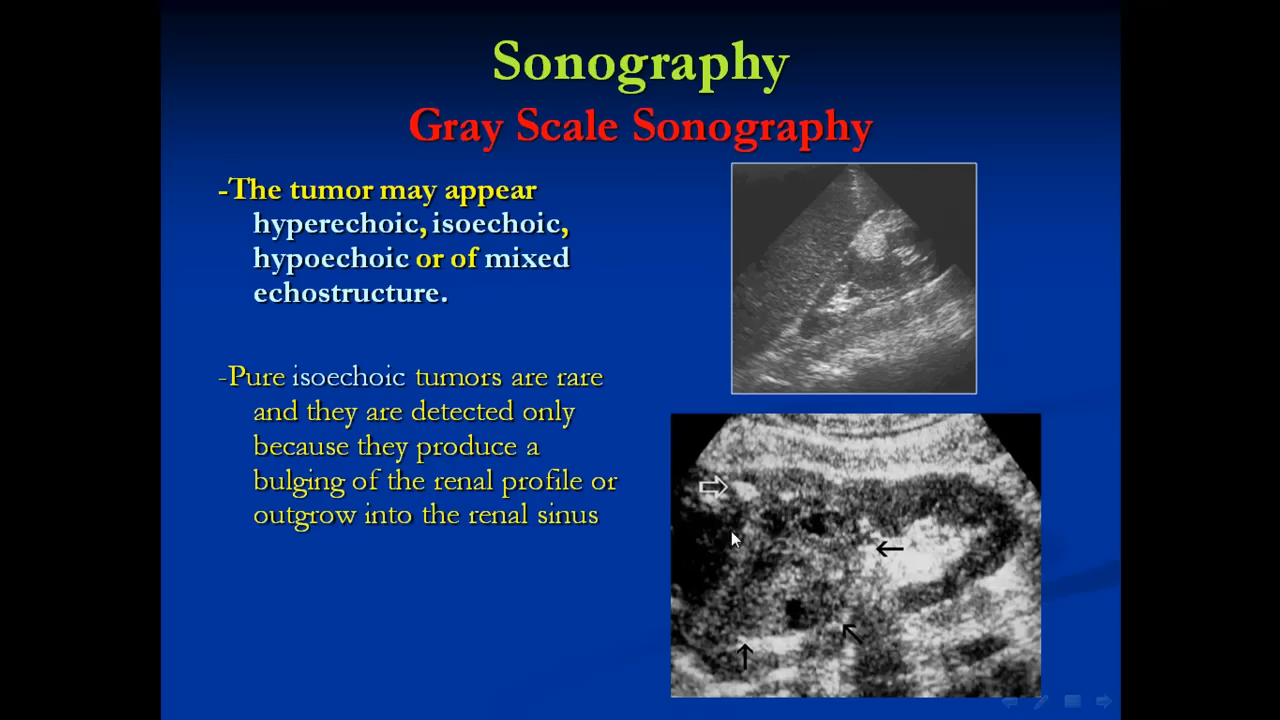 Sonography
Gray Scale Sonography
-The tumor may appear
hyperechoic, isoechoic,
hypoechoic or of mixed
echostructure.
-Pure isoechoic tumors are rare
and they are detected only
because they produce a
bulging of the renal profile or
outgrow into the renal sinus